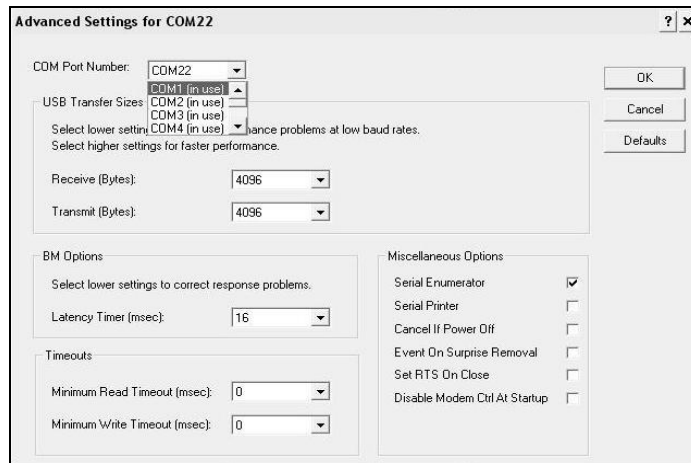 Advanced Settings for COM22
? ×
COM Port Number: COM22
COM1 (in use)
COM2 (in use)
COM3 (in use)
COM4 (in use)
OK
Cancel
Defaults
USB Transfer Sizes
Select lower settin ance problems at low baud rates.
Select higher settings for faster performance.
Receive (Bytes): 4096
Transmit (Bytes): 4096
BM Options
Select lower settings to correct response problems.
Latency Timer (msec): 16
Timeouts
Minimum Read Timeout (msec): 0
Minimum Write Timeout (msec): 0
Miscellaneous Options
Serial Enumerator
Serial Printer
Cancel If Power Off
Event On Surprise Removal
Set RTS On Close
Disable Modem Ctrl At Startup